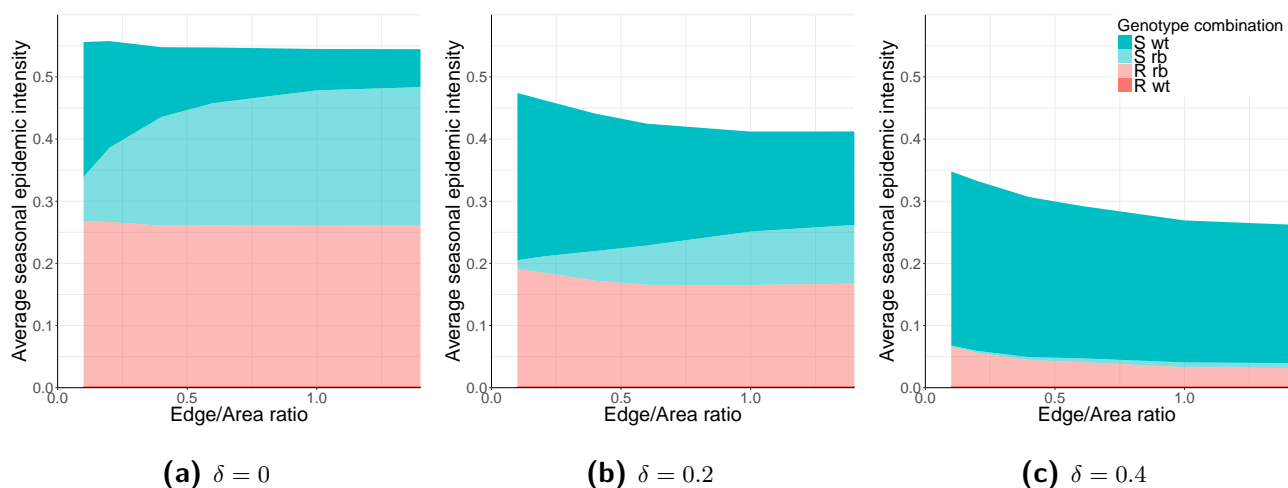 Average seasonal epidemic intensity
0.5
0.4
0.3
0.2
0.1
0.0
0.0 0.5 1.0
Edge/Area ratio
(a) δ = 0
Average seasonal epidemic intensity
0.5
0.4
0.3
0.2
0.1
0.0
0.0 0.5 1.0
Edge/Area ratio
(b) δ = 0.2
Average seasonal epidemic intensity
0.5
0.4
0.3
0.2
0.1
0.0
0.0 0.5 1.0
Edge/Area ratio
Genotype combination
S wt
S rb
R rb
R wt
(c) δ = 0.4